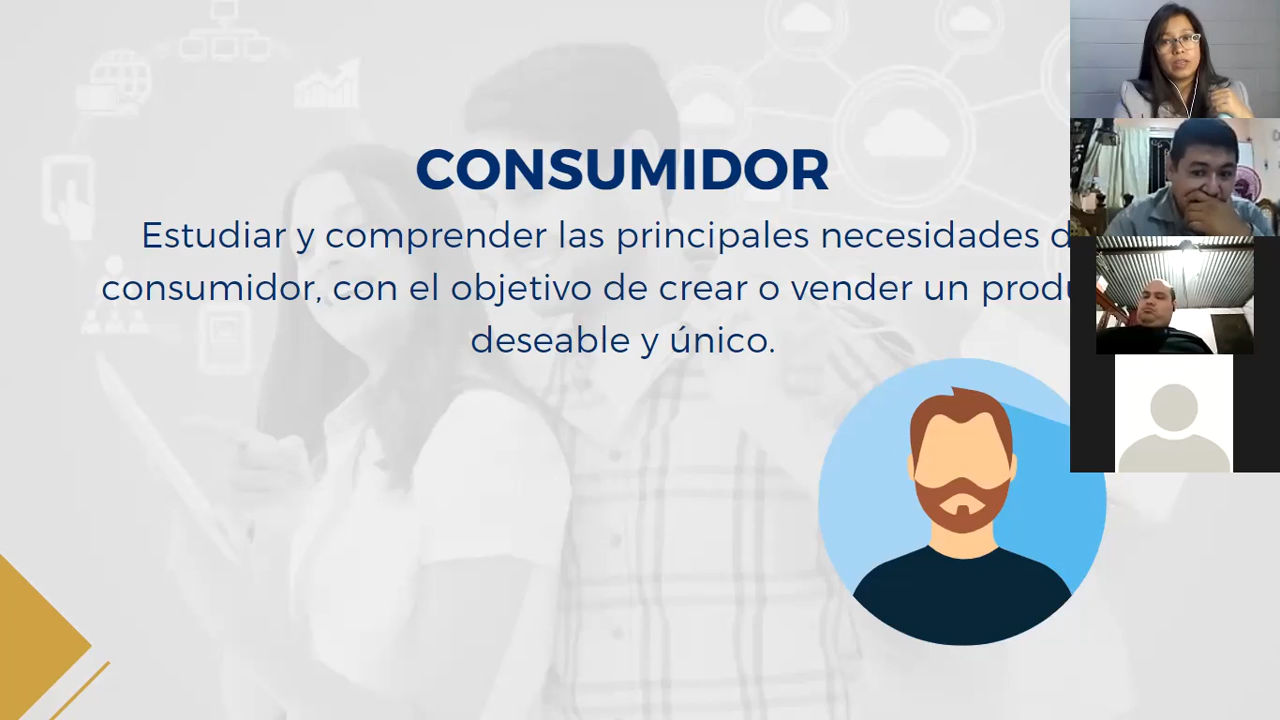 CONSUMIDOR
Estudiar y comprender las principales necesidades
consumidor, con el objetivo de crear o vender un
deseable y único.